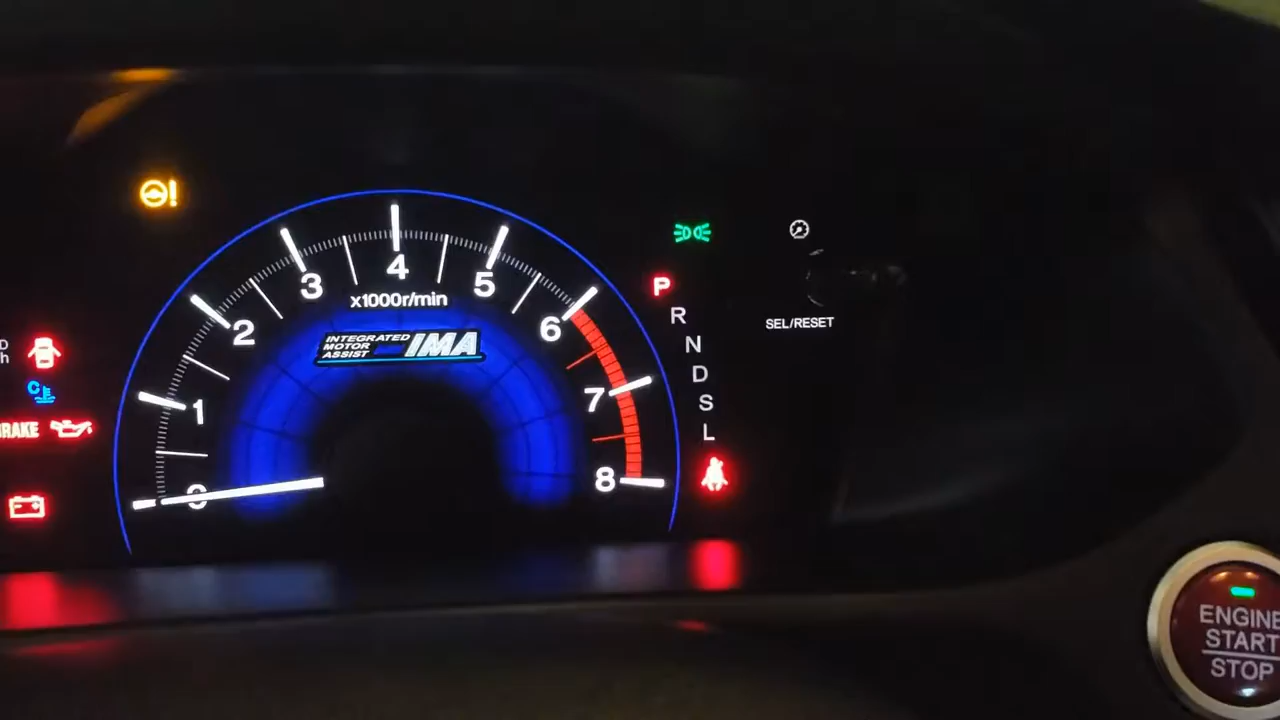 3
4
5
2
x1000r/min
6
INTEGRATED
MOTOR
ASSIST
IMA
1
7
0
8
P
R
N
D
S
L
C
BRAKE
SEL/RESET
ENGINE
START
STOP